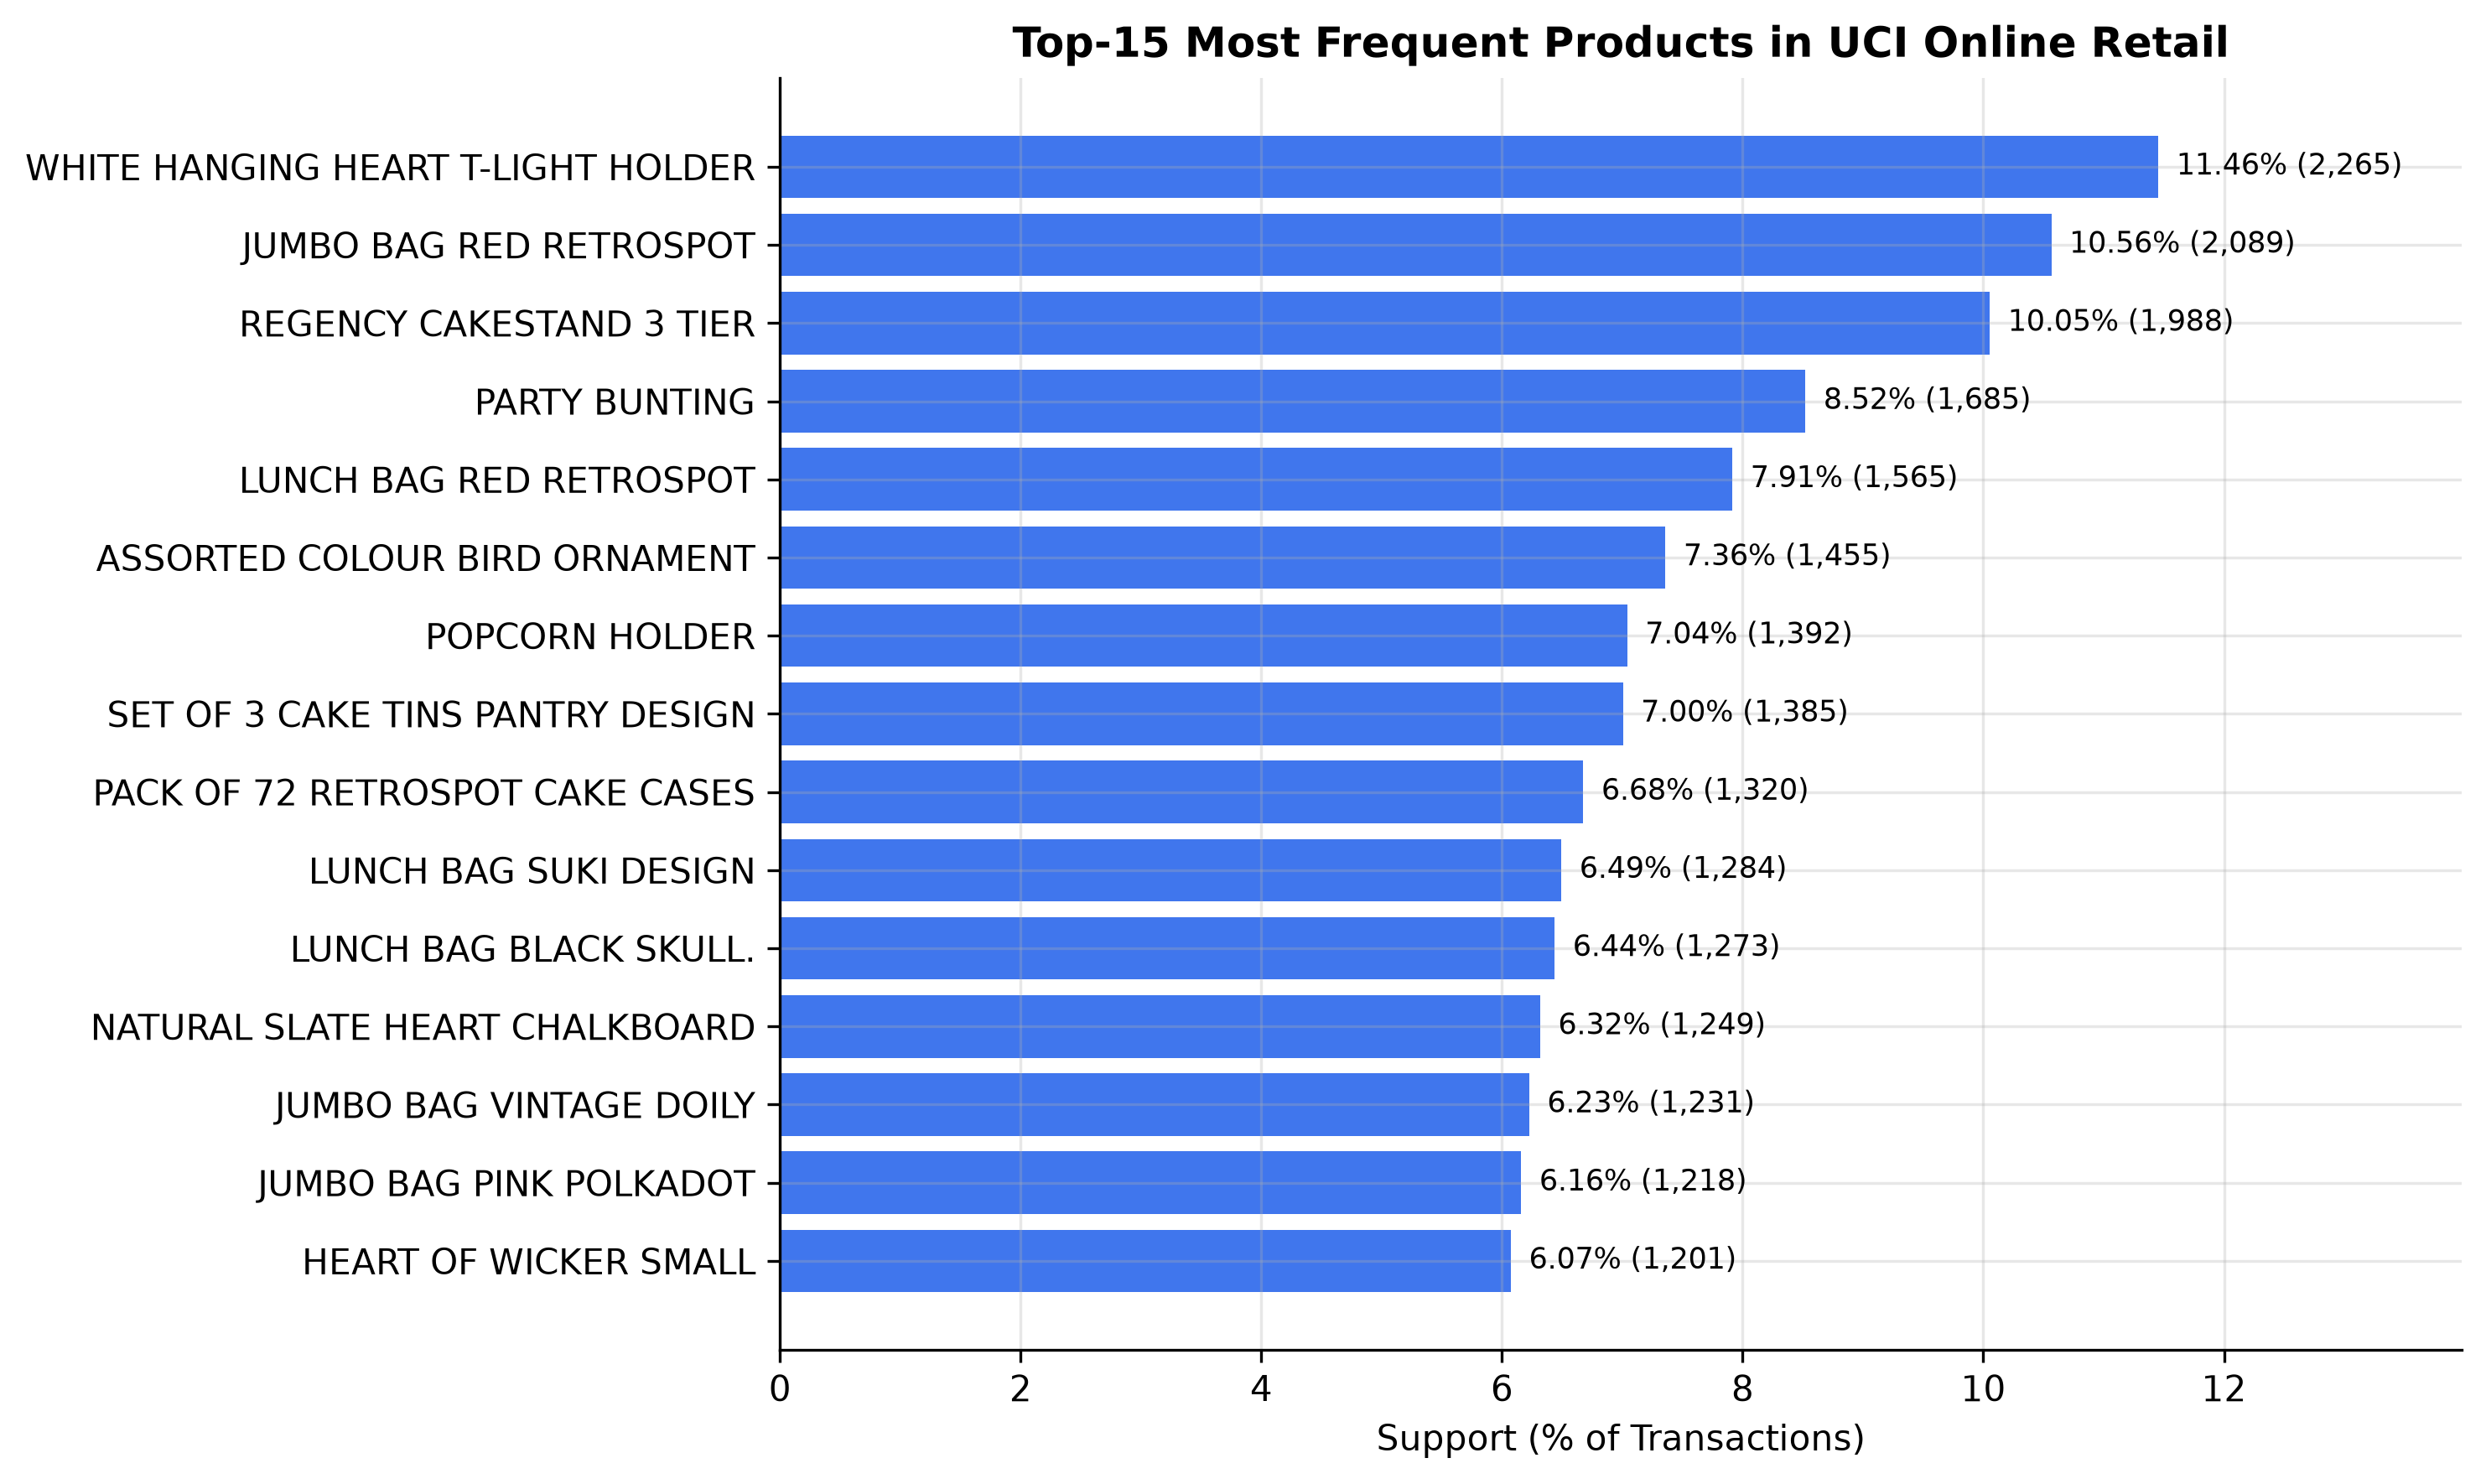 Top-15 Most Frequent Products in UCI Online Retail
WHITE HANGING HEART T-LIGHT HOLDER 11.46% (2,265)
JUMBO BAG RED RETROSPOT 10.56% (2,089)
REGENCY CAKESTAND 3 TIER 10.05% (1,988)
PARTY BUNTING 8.52% (1,685)
LUNCH BAG RED RETROSPOT 7.91% (1,565)
ASSORTED COLOUR BIRD ORNAMENT 7.36% (1,455)
POPCORN HOLDER 7.04% (1,392)
SET OF 3 CAKE TINS PANTRY DESIGN 7.00% (1,385)
PACK OF 72 RETROSPOT CAKE CASES 6.68% (1,320)
LUNCH BAG SUKI DESIGN 6.49% (1,284)
LUNCH BAG BLACK SKULL. 6.44% (1,273)
NATURAL SLATE HEART CHALKBOARD 6.32% (1,249)
JUMBO BAG VINTAGE DOILY 6.23% (1,231)
JUMBO BAG PINK POLKADOT 6.16% (1,218)
HEART OF WICKER SMALL 6.07% (1,201)
0 2 4 6 8 10 12
Support (% of Transactions)